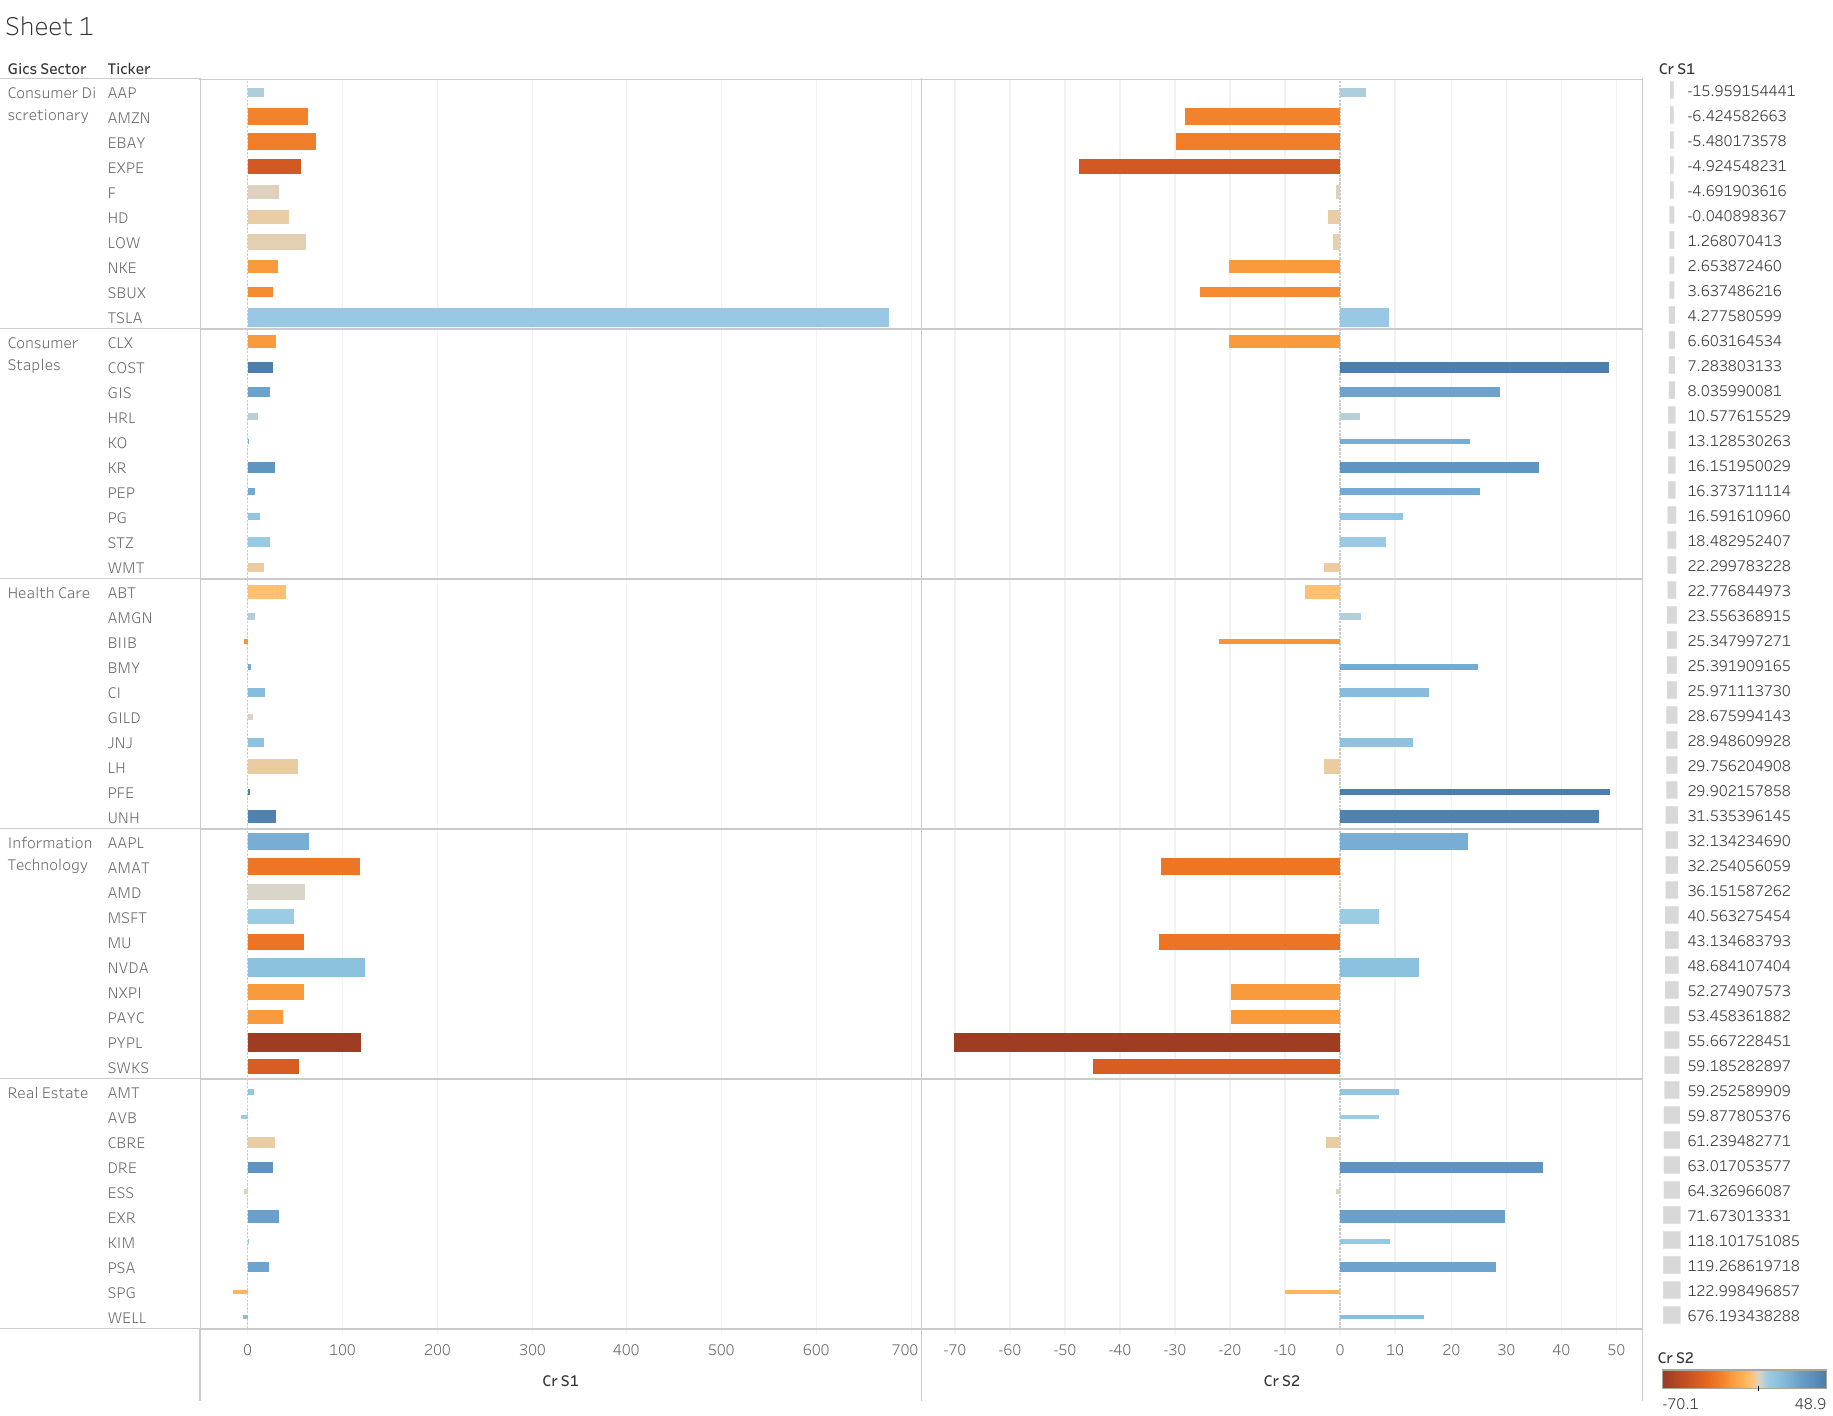 Sheet 1
Gics Sector Ticker Cr S1
Consumer Di AAP -15.959154441
scretionary AMZN -6.424582663
EBAY -5.480173578
EXPE -4.924548231
F -4.691903616
HD -0.040898367
LOW 1.268070413
NKE 2.653872460
SBUX 3.637486216
TSLA 4.277580599
Consumer CLX 6.603164534
Staples COST 7.283803133
GIS 8.035990081
HRL 10.577615529
KO 13.128530263
KR 16.151950029
PEP 16.373711114
PG 16.591610960
STZ 18.482952407
WMT 22.299783228
Health Care ABT 22.776844973
AMGN 23.556368915
BIIB 25.347997271
BMY 25.391909165
CI 25.971113730
GILD 28.675994143
JNJ 28.948609928
LH 29.756204908
PFE 29.902157858
UNH 31.535396145
Information AAPL 32.134234690
Technology AMAT 32.254056059
AMD 36.151587262
MSFT 40.563275454
MU 43.134683793
NVDA 48.684107404
NXPI 52.274907573
PAYC 53.458361882
PYPL 55.667228451
SWKS 59.185282897
Real Estate AMT 59.252589909
AVB 59.877805376
CBRE 61.239482771
DRE 63.017053577
ESS 64.326966087
EXR 71.673013331
KIM 118.101751085
PSA 119.268619718
SPG 122.998496857
WELL 676.193438288
0 100 200 300 400 500 600 700 -70 -60 -50 -40 -30 -20 -10 0 10 20 30 40 50
Cr S1 Cr S2
Cr S2
-70.1 48.9